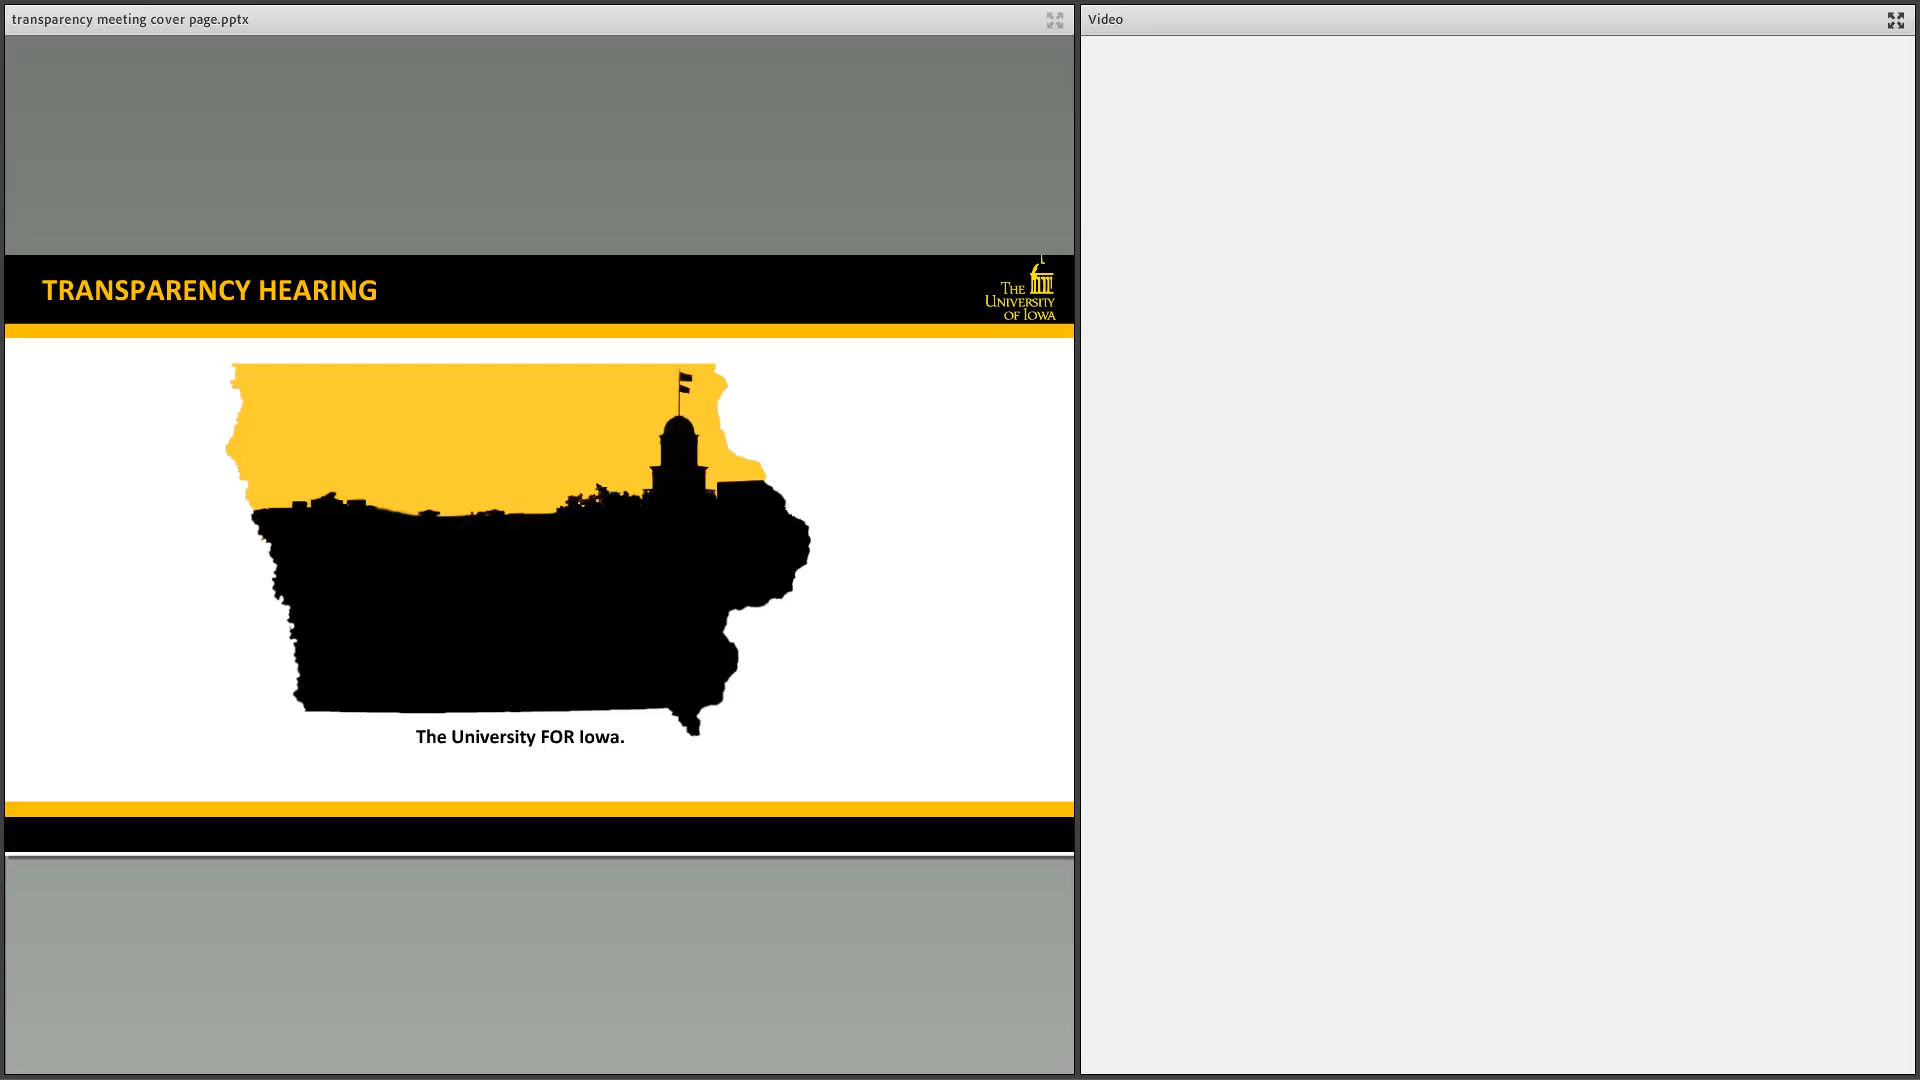 transparency meeting cover page.pptx
Video
TRANSPARENCY HEARING
THE
UNIVERSITY
OF IOWA
The University FOR Iowa.